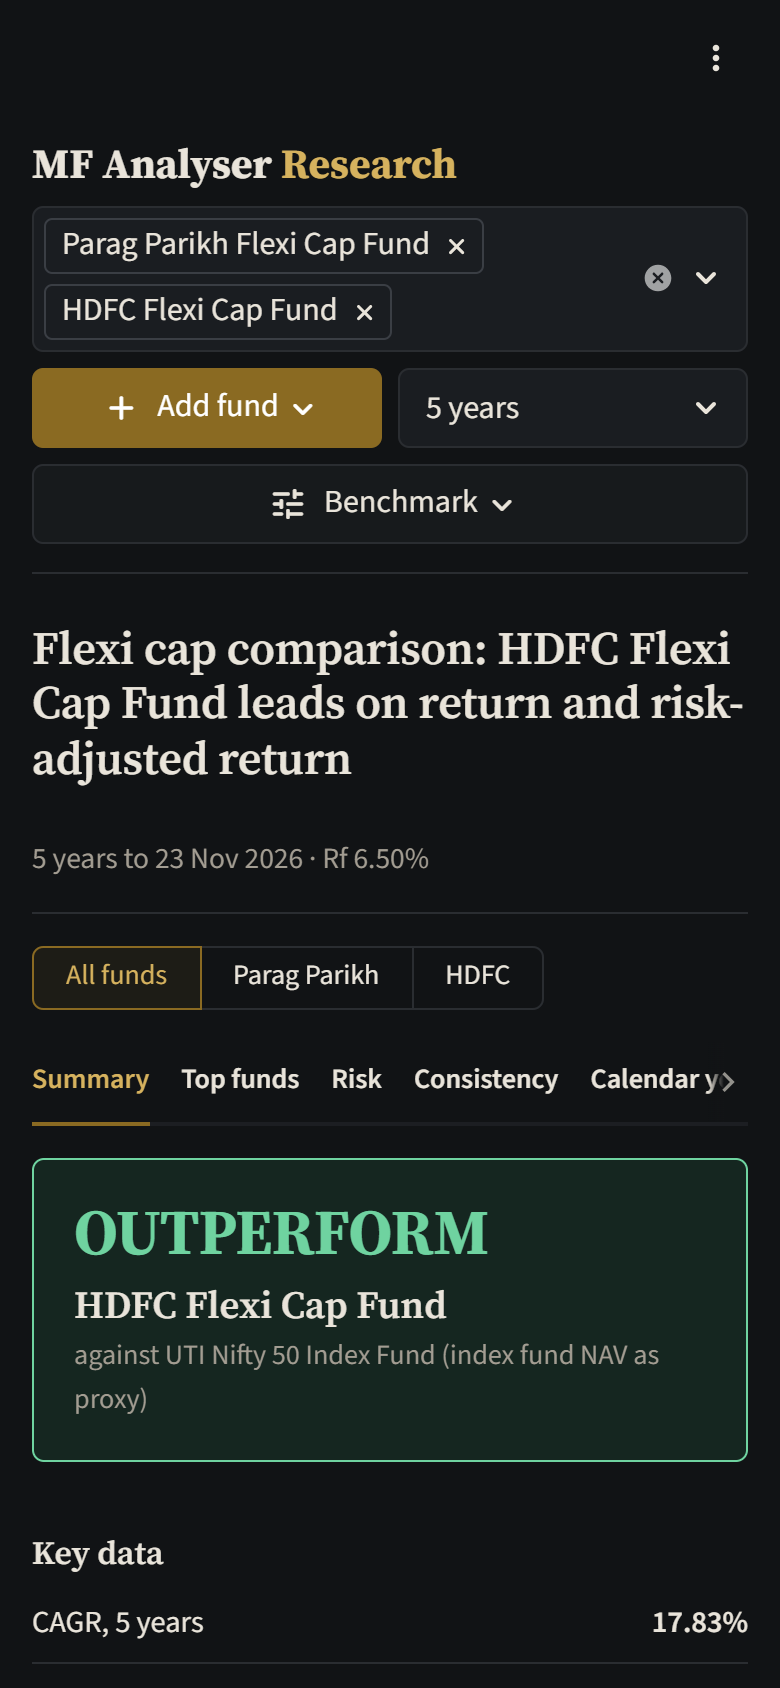 MF Analyser Research
Parag Parikh Flexi Cap Fund
HDFC Flexi Cap Fund
Add fund
5 years
Benchmark
Flexi cap comparison: HDFC Flexi
Cap Fund leads on return and risk-
adjusted return
5 years to 23 Nov 2026 · Rf 6.50%
All funds Parag Parikh HDFC
Summary Top funds Risk Consistency Calendar y
OUTPERFORM
HDFC Flexi Cap Fund
against UTI Nifty 50 Index Fund (index fund NAV as
proxy)
Key data
CAGR, 5 years 17.83%